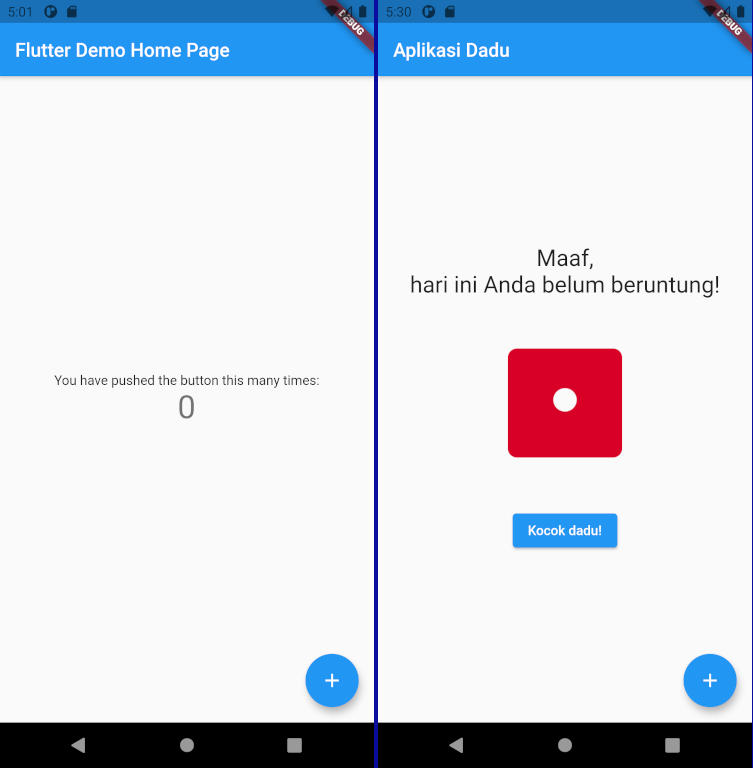 5:01
DEBUG
Flutter Demo Home Page
You have pushed the button this many times:
0
+
5:30
DEBUG
Aplikasi Dadu
Maaf,
hari ini Anda belum beruntung!
Kocok dadu!
+